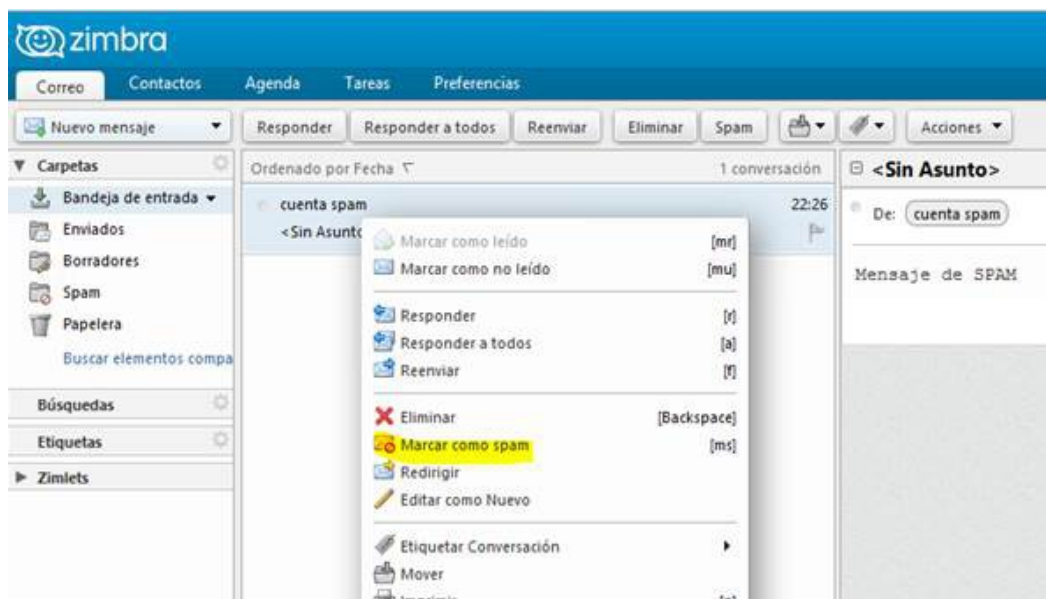 zimbra
Correo Contactos Agenda Tareas Preferencias
Nuevo mensaje Responder Responder a todos Reenviar Eliminar Spam Acciones
Carpetas
Bandeja de entrada
Enviados
Borradores
Spam
Papelera
Buscar elementos compa
Búsquedas
Etiquetas
Zimlets
Ordenado por Fecha 1 conversación
cuenta spam 22:26
<Sin Asunto
Marcar como leído [mr]
Marcar como no leído [mu]
Responder [r]
Responder a todos [a]
Reenviar [f]
Eliminar [Backspace]
Marcar como spam [ms]
Redirigir
Editar como Nuevo
Etiquetar Conversación
Mover
<Sin Asunto>
De: cuenta spam
Mensaje de SPAM